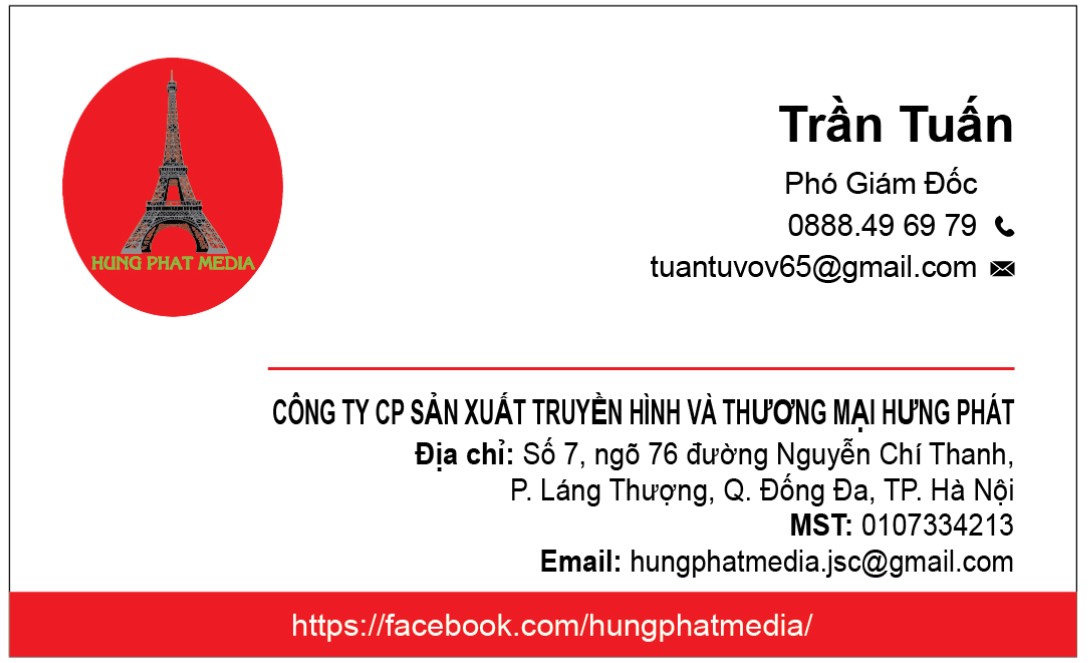 HUNG PHAT MEDIA
Trần Tuấn
Phó Giám Đốc
0888.49 69 79
tuantuvov65@gmail.com
CÔNG TY CP SẢN XUẤT TRUYỀN HÌNH VÀ THƯƠNG MẠI HƯNG PHÁT
Địa chỉ: Số 7, ngõ 76 đường Nguyễn Chí Thanh,
P. Láng Thượng, Q. Đống Đa, TP. Hà Nội
MST: 0107334213
Email: hungphatmedia.jsc@gmail.com
https://facebook.com/hungphatmedia/